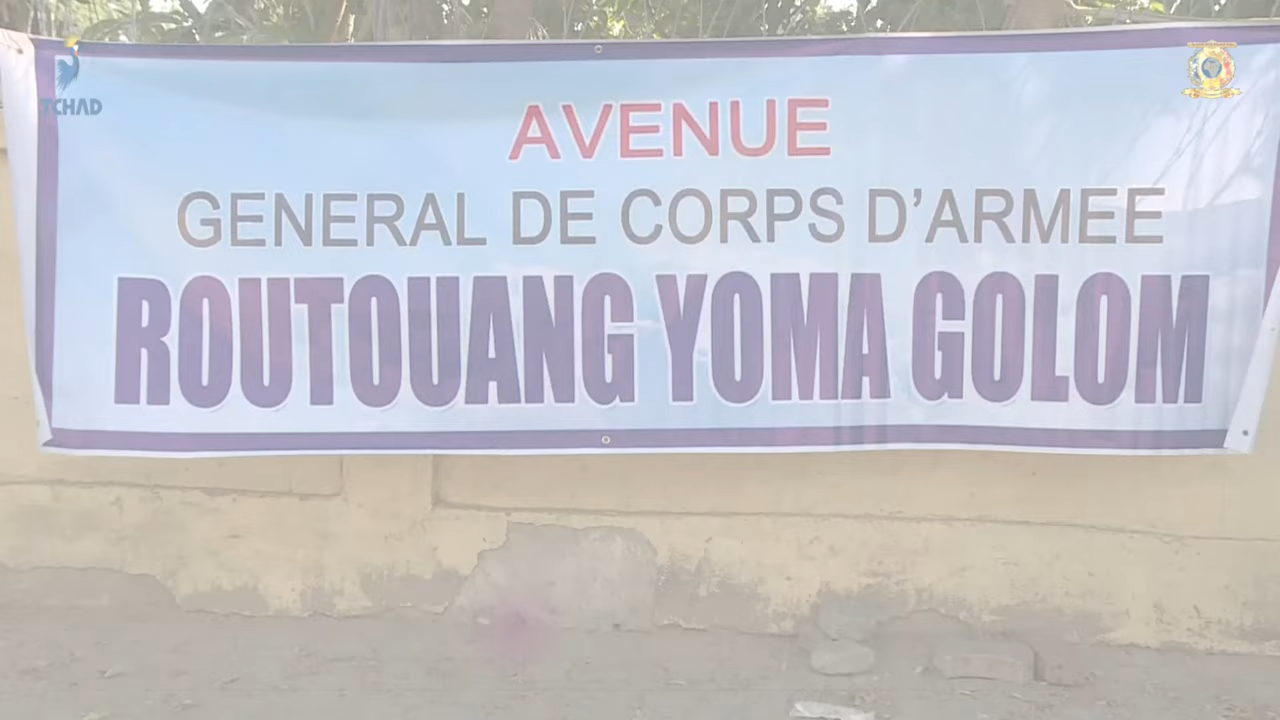 TCHAD
AVENUE
GENERAL DE CORPS D'ARMEE
ROUTOUANG YOMA GOLOM